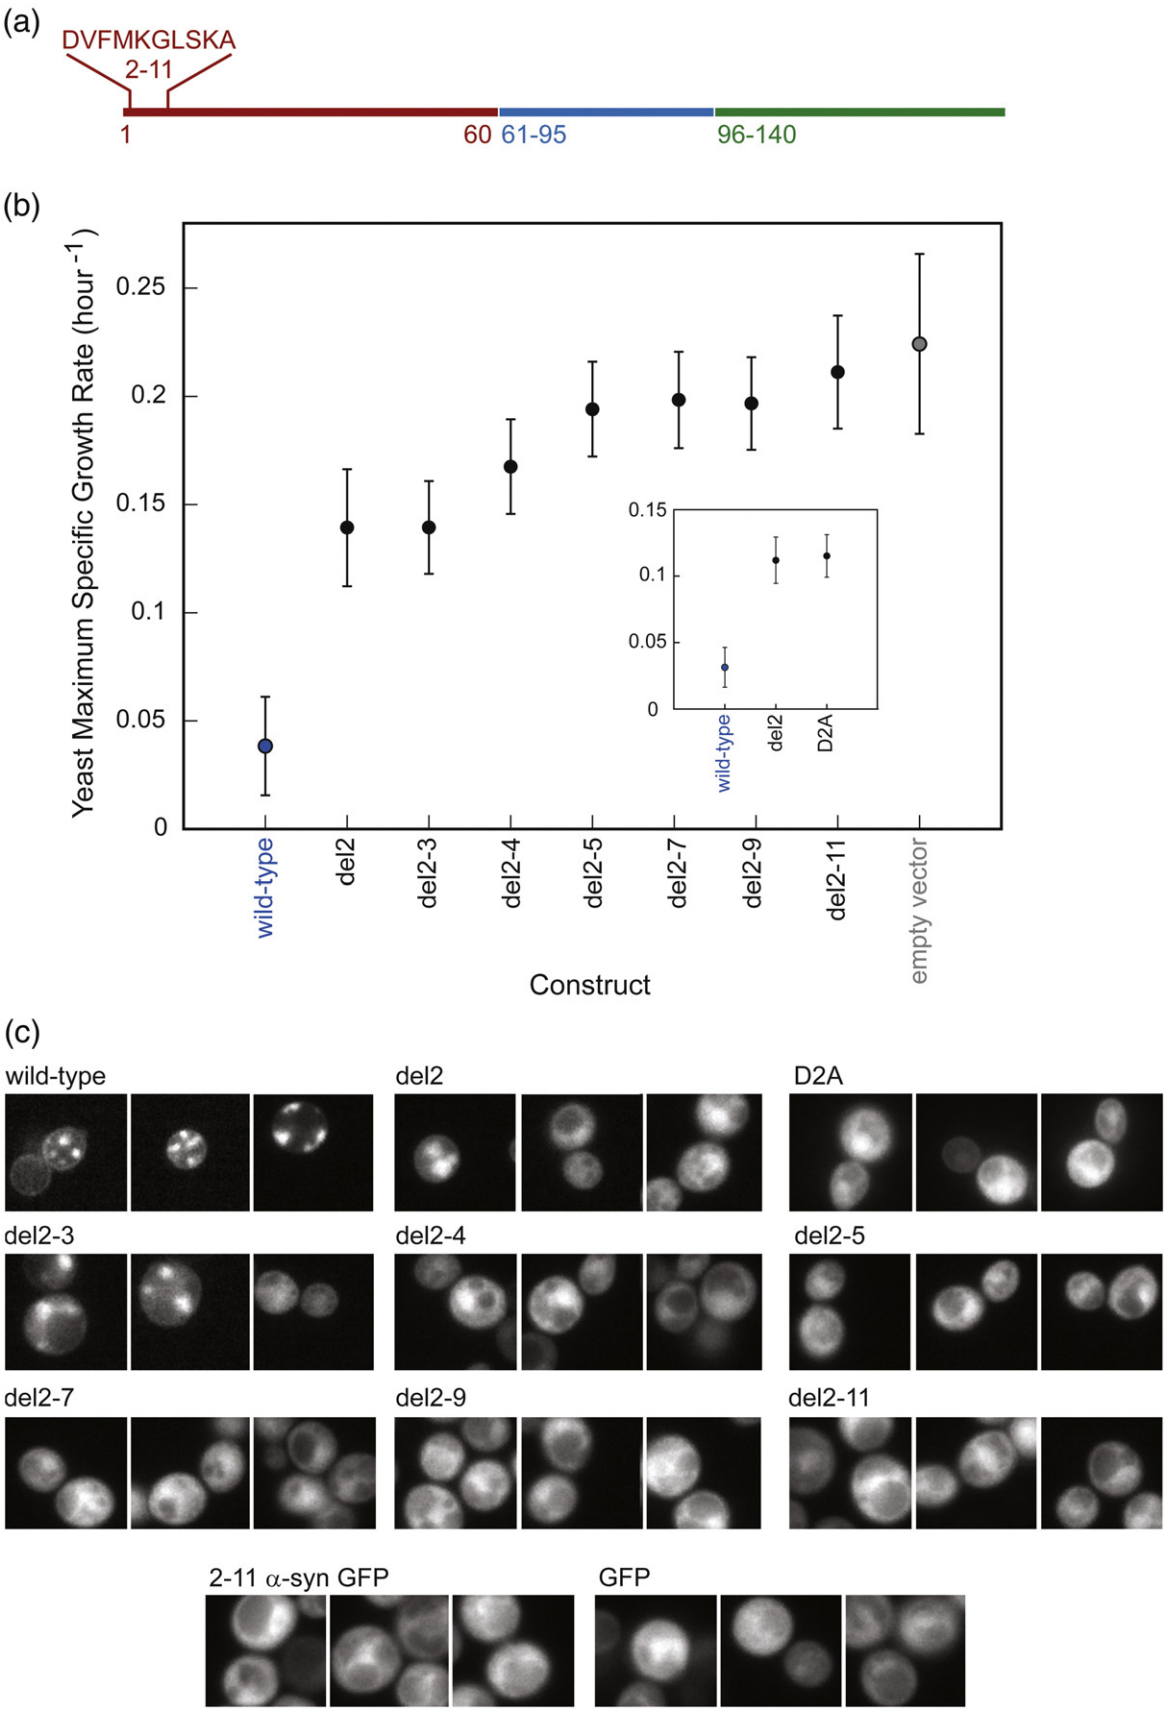 (a)
DVFMKGLSKA
2-11
1 60 61-95 96-140
(b)
Yeast Maximum Specific Growth Rate (hour⁻¹)
0.25
0.2
0.15
0.1
0.05
0
0.15
0.1
0.05
0
wild-type del2 D2A
wild-type del2 del2-3 del2-4 del2-5 del2-7 del2-9 del2-11 empty vector
Construct
(c)
wild-type del2 D2A
del2-3 del2-4 del2-5
del2-7 del2-9 del2-11
2-11 α-syn GFP GFP